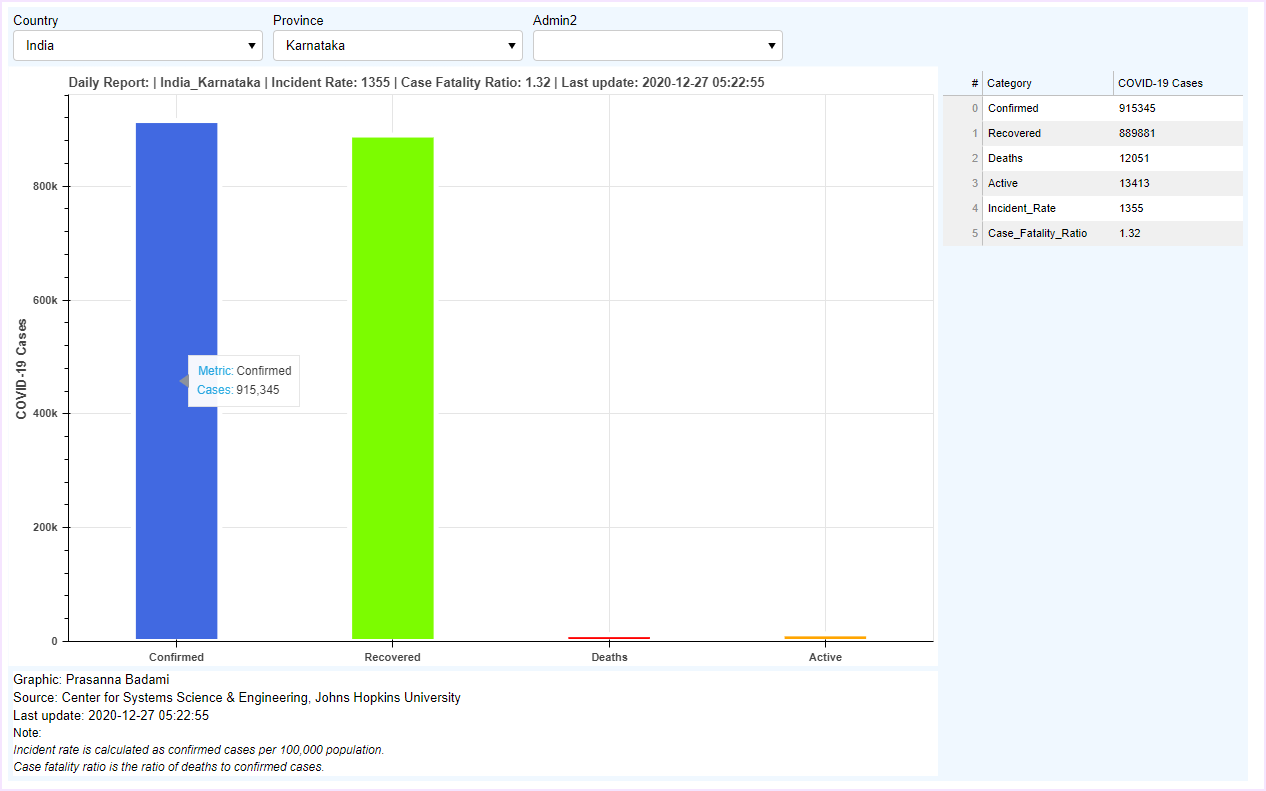 Country Province Admin2
India Karnataka
Daily Report: | India_Karnataka | Incident Rate: 1355 | Case Fatality Ratio: 1.32 | Last update: 2020-12-27 05:22:55
800k
600k
400k
200k
0
COVID-19 Cases
Metric: Confirmed
Cases: 915,345
Confirmed Recovered Deaths Active
# Category COVID-19 Cases
0 Confirmed 915345
1 Recovered 889881
2 Deaths 12051
3 Active 13413
4 Incident_Rate 1355
5 Case_Fatality_Ratio 1.32
Graphic: Prasanna Badami
Source: Center for Systems Science & Engineering, Johns Hopkins University
Last update: 2020-12-27 05:22:55
Note:
Incident rate is calculated as confirmed cases per 100,000 population.
Case fatality ratio is the ratio of deaths to confirmed cases.